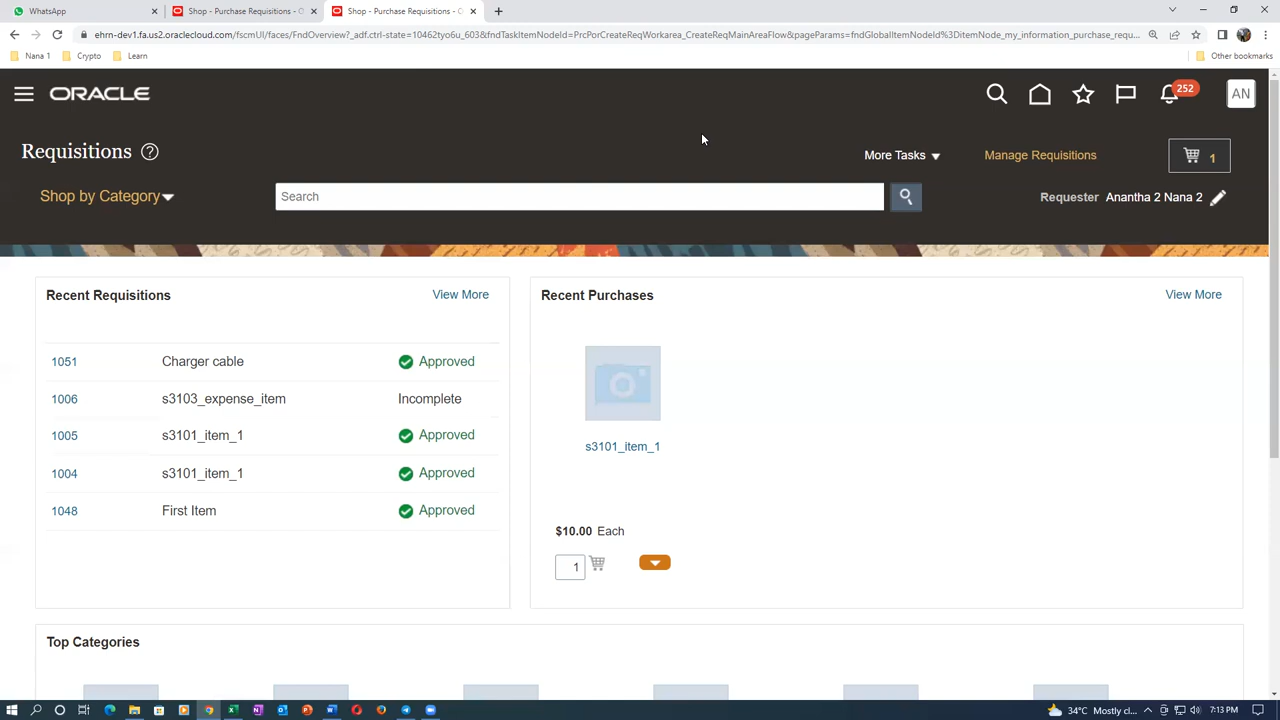 WhatsApp
Shop - Purchase Requisitions - O
Shop - Purchase Requisitions - O
ehrm-dev1.fa.us2.oraclecloud.com/fscmUI/faces/FndOverview?_adf.ctrl-state=10462tyo6u_603&fndTaskItemNodeId=PrcPorCreateReqWorkarea_CreateReqMainAreaFlow&pageParams=fndGlobalItemNodeId%3DitemNode_my_information_purchase_requ...
Nana 1
Crypto
Learn
Other bookmarks
ORACLE
252
AN
Requisitions ?
More Tasks
Manage Requisitions
1
Shop by Category
Search
Requester Anantha 2 Nana 2
Recent Requisitions
View More
1051 Charger cable Approved
1006 s3103_expense_item Incomplete
1005 s3101_item_1 Approved
1004 s3101_item_1 Approved
1048 First Item Approved
Recent Purchases
View More
s3101_item_1
$10.00 Each
1
Top Categories
34°C Mostly cl...
7:13 PM